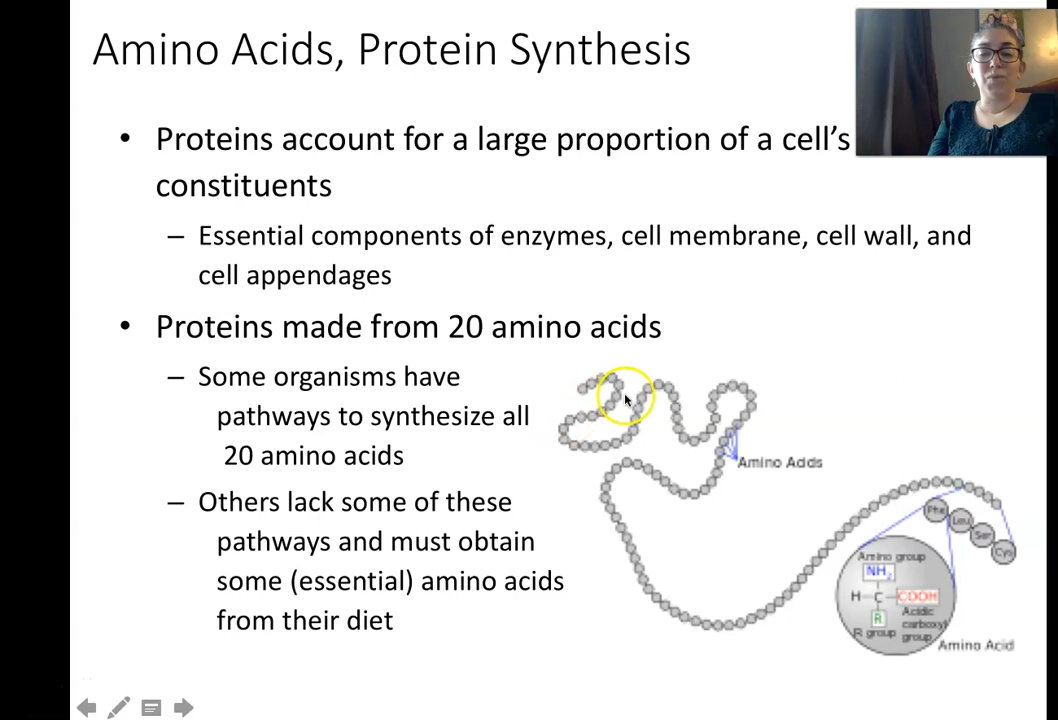 Amino Acids, Protein Synthesis
• Proteins account for a large proportion of a cell's
constituents
– Essential components of enzymes, cell membrane, cell wall, and
cell appendages
• Proteins made from 20 amino acids
– Some organisms have
pathways to synthesize all
20 amino acids
– Others lack some of these
pathways and must obtain
some (essential) amino acids
from their diet
Amino Acids
Phe
Leu
Ser
Cys
Amino group
NH2
H–C–COOH
R
Acidic
carboxyl
group
R group
Amino Acid